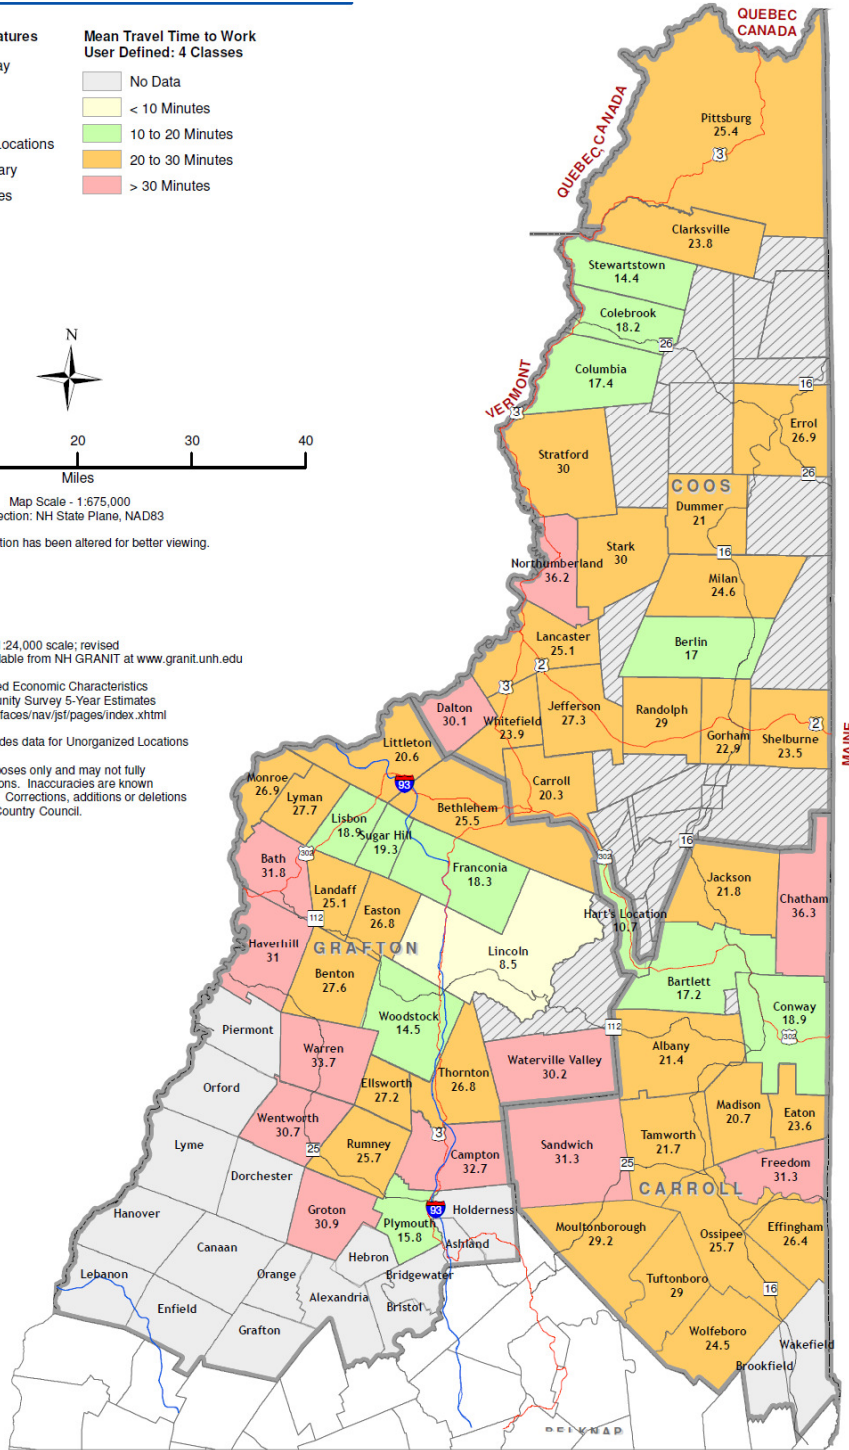 QUEBEC
CANADA
atures
Mean Travel Time to Work
User Defined: 4 Classes
ay
No Data
< 10 Minutes
10 to 20 Minutes
20 to 30 Minutes
> 30 Minutes
ocations
ary
es
QUEBEC, CANADA
Pittsburg
25.4
3
Clarksville
23.8
Stewartstown
14.4
Colebrook
18.2
26
N
Columbia
17.4
VERMONT
3
16
Errol
26.9
26
20
30
40
Miles
Stratford
30
COOS
Dummer
21
Map Scale - 1:675,000
ection: NH State Plane, NAD83
tion has been altered for better viewing.
Northumberland
36.2
Stark
30
16
Milan
24.6
Lancaster
25.1
2
Berlin
17
:24,000 scale; revised
lable from NH GRANIT at www.granit.unh.edu
ed Economic Characteristics
unity Survey 5-Year Estimates
faces/nav/jsf/pages/index.xhtml
des data for Unorganized Locations
oses only and may not fully
ons. Inaccuracies are known
Corrections, additions or deletions
Country Council.
3
Dalton
30.1
Whitefield
23.9
Jefferson
27.3
Randolph
29
Gorham
22.9
2
Shelburne
23.5
MAINE
Littleton
20.6
93
Carroll
20.3
Monroe
26.9
Lyman
27.7
Bethlehem
25.5
Lisbon
18.9
Sugar Hill
19.3
16
302
302
Bath
31.8
Franconia
18.3
Jackson
21.8
Chatham
36.3
Landaff
25.1
Easton
26.8
112
Hart's Location
10.7
Haverhill
31
GRAFTON
Lincoln
8.5
Benton
27.6
Bartlett
17.2
Woodstock
14.5
Conway
18.9
302
112
Piermont
Warren
33.7
Albany
21.4
Waterville Valley
30.2
Orford
Ellsworth
27.2
Thornton
26.8
Madison
20.7
Eaton
23.6
Wentworth
30.7
25
3
Lyme
Rumney
25.7
Campton
32.7
Sandwich
31.3
Tamworth
21.7
25
Freedom
31.3
Dorchester
CARROLL
Hanover
Groton
30.9
Plymouth
15.8
93
Holderness
Moultonborough
29.2
Ossipee
25.7
Effingham
26.4
Canaan
Hebron
Ashland
Lebanon
Orange
Bridgewater
Tuftonboro
29
16
Enfield
Alexandria
Bristol
Grafton
Wolfeboro
24.5
Wakefield
Brookfield
BELKNAP